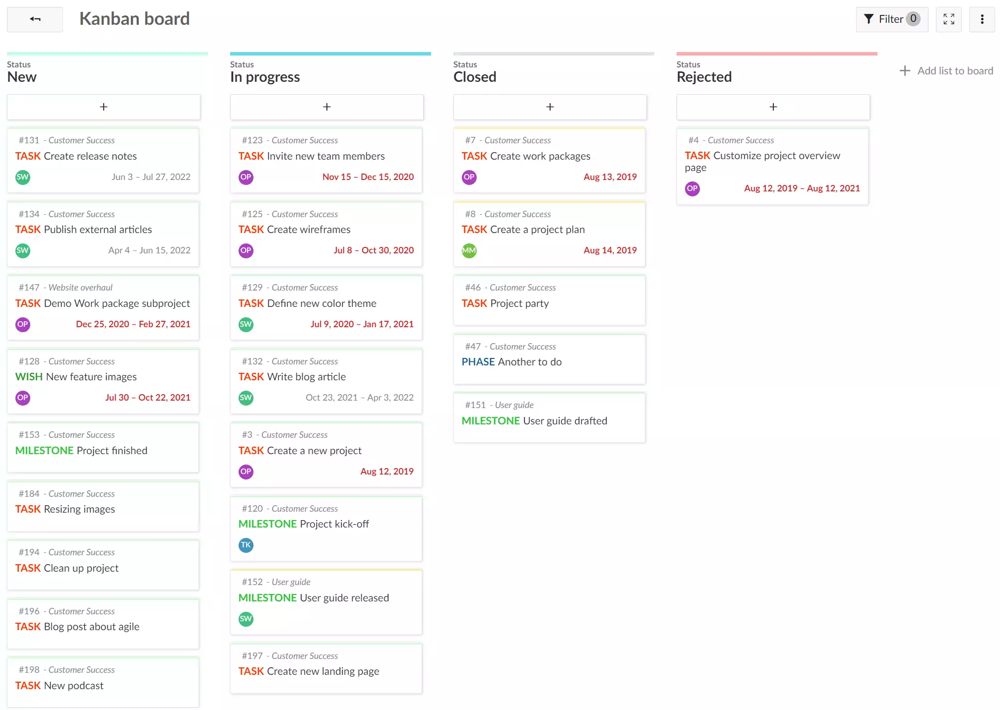 Kanban board
Filter 0
Status
New
+
#131 - Customer Success
TASK Create release notes
SW Jun 3 – Jul 27, 2022
#134 - Customer Success
TASK Publish external articles
SW Apr 4 – Jun 15, 2022
#147 - Website overhaul
TASK Demo Work package subproject
OP Dec 25, 2020 – Feb 27, 2021
#128 - Customer Success
WISH New feature images
OP Jul 30 – Oct 22, 2021
#153 - Customer Success
MILESTONE Project finished
#184 - Customer Success
TASK Resizing images
#194 - Customer Success
TASK Clean up project
#196 - Customer Success
TASK Blog post about agile
#198 - Customer Success
TASK New podcast
Status
In progress
+
#123 - Customer Success
TASK Invite new team members
OP Nov 15 – Dec 15, 2020
#125 - Customer Success
TASK Create wireframes
OP Jul 8 – Oct 30, 2020
#129 - Customer Success
TASK Define new color theme
SW Jul 9, 2020 – Jan 17, 2021
#132 - Customer Success
TASK Write blog article
SW Oct 23, 2021 – Apr 3, 2022
#3 - Customer Success
TASK Create a new project
OP Aug 12, 2019
#120 - Customer Success
MILESTONE Project kick-off
TK
#152 - User guide
MILESTONE User guide released
SW
#197 - Customer Success
TASK Create new landing page
Status
Closed
+
#7 - Customer Success
TASK Create work packages
OP Aug 13, 2019
#8 - Customer Success
TASK Create a project plan
MM Aug 14, 2019
#46 - Customer Success
TASK Project party
#47 - Customer Success
PHASE Another to do
#151 - User guide
MILESTONE User guide drafted
Status
Rejected
+
#4 - Customer Success
TASK Customize project overview
page
OP Aug 12, 2019 – Aug 12, 2021
+ Add list to board